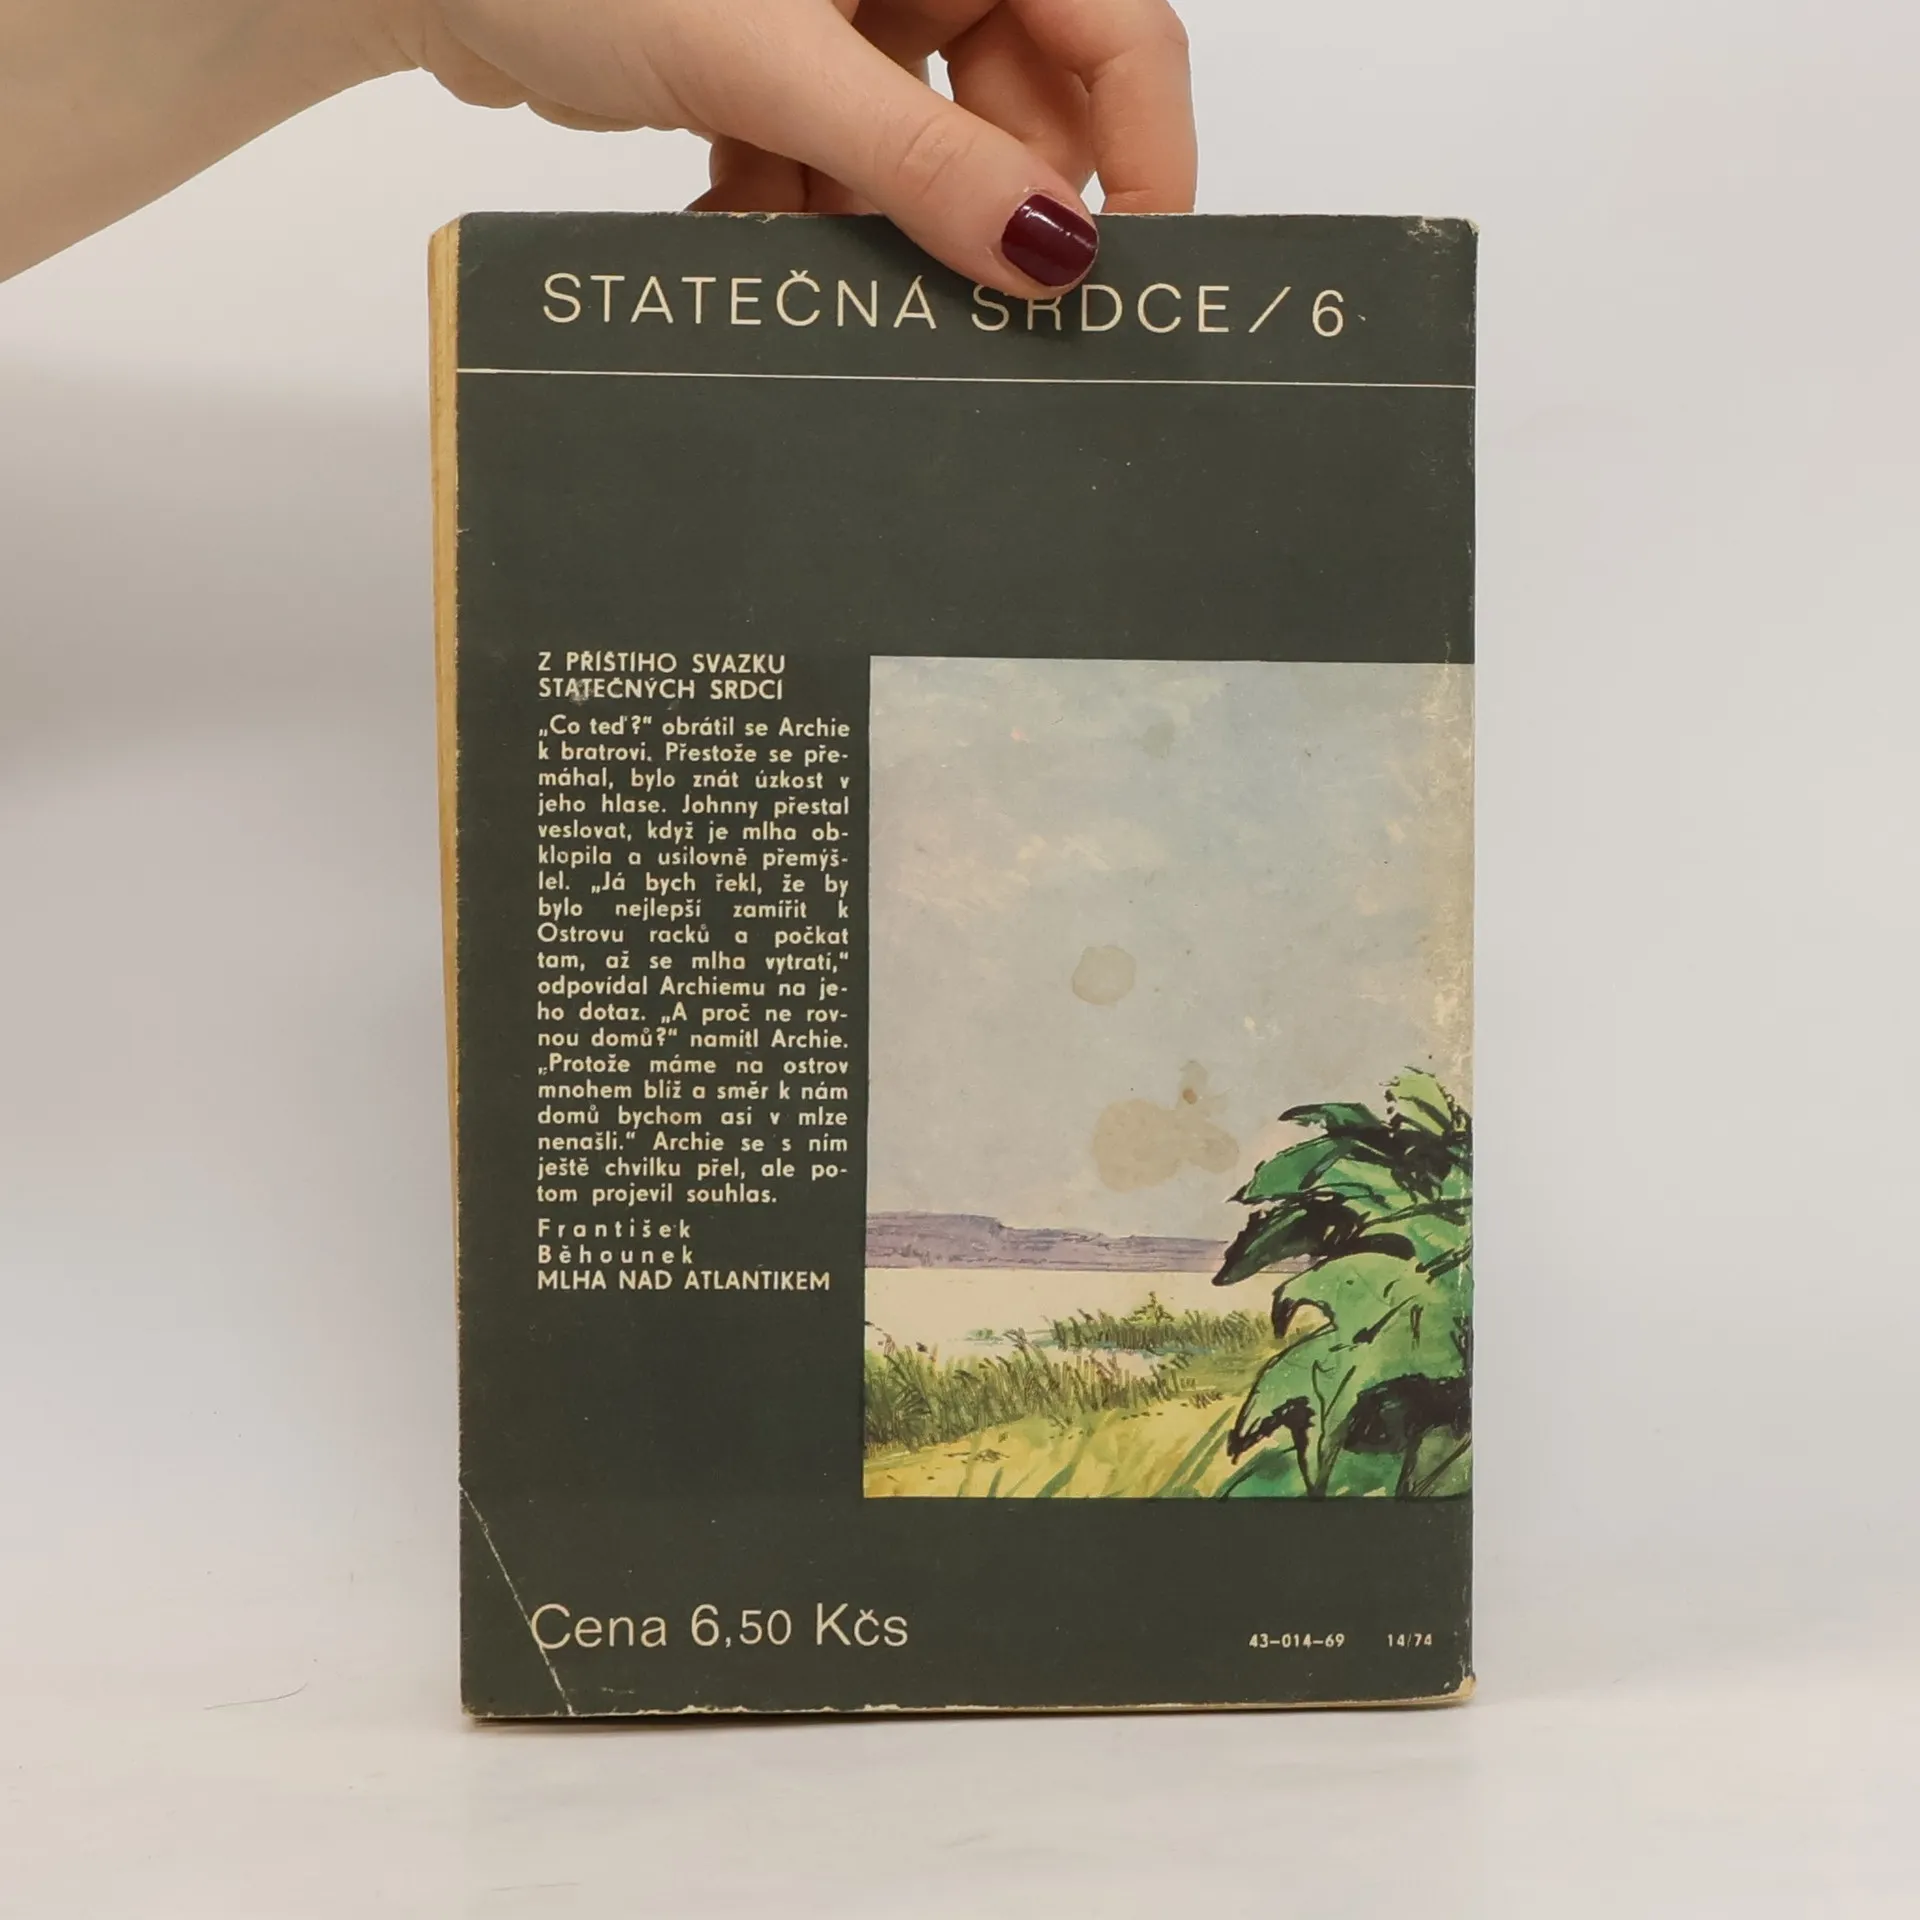 STATEČNÁ SRDCE / 6
Z PŘÍŠTÍHO SVAZKU
STATEČNÝCH SRDCÍ
„Co teď?“ obrátil se Archie
k bratrovi. Přestože se pře-
máhal, bylo znát úzkost v
jeho hlase. Johnny přestal
veslovat, když je mlha ob-
klopila a usilovně přemýš-
lel. „Já bych řekl, že by
bylo nejlepší zamířit k
Ostrovu racků a počkat
tam, až se mlha vytratí,“
odpovídal Archiemu na je-
ho dotaz. „A proč ne rov-
nou domů?“ namítl Archie.
„Protože máme na ostrov
mnohem blíž a směr k nám
domů bychom asi v mlze
nenašli.“ Archie se s ním
ještě chvilku přel, ale po-
tom projevil souhlas.
František
Běhounek
MLHA NAD ATLANTIKEM
Cena 6,50 Kčs
43-014-69 14/74